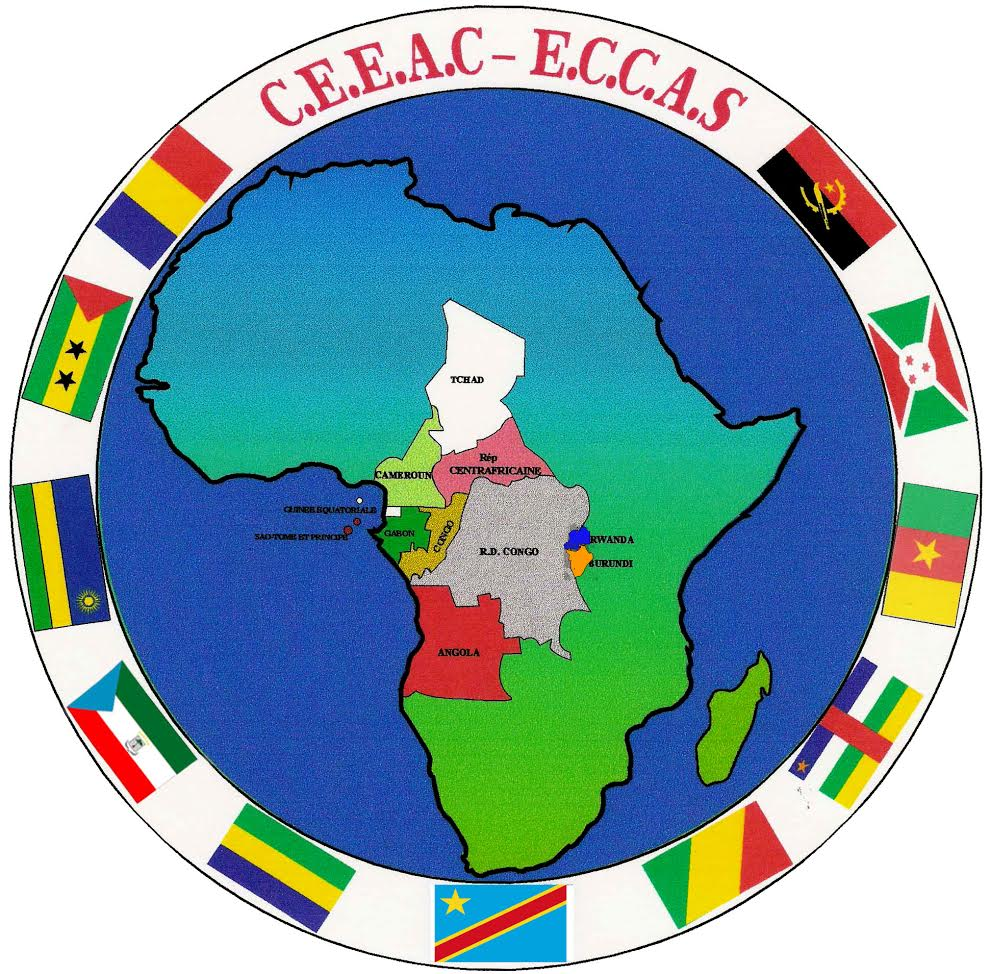 C.E.E.A.C – E.C.C.A.S
TCHAD
Rép
CENTRAFRICAINE
CAMEROUN
GUINEE EQUATORIALE
SAO-TOME ET PRINCIPE
GABON
CONGO
R.D. CONGO
RWANDA
BURUNDI
ANGOLA